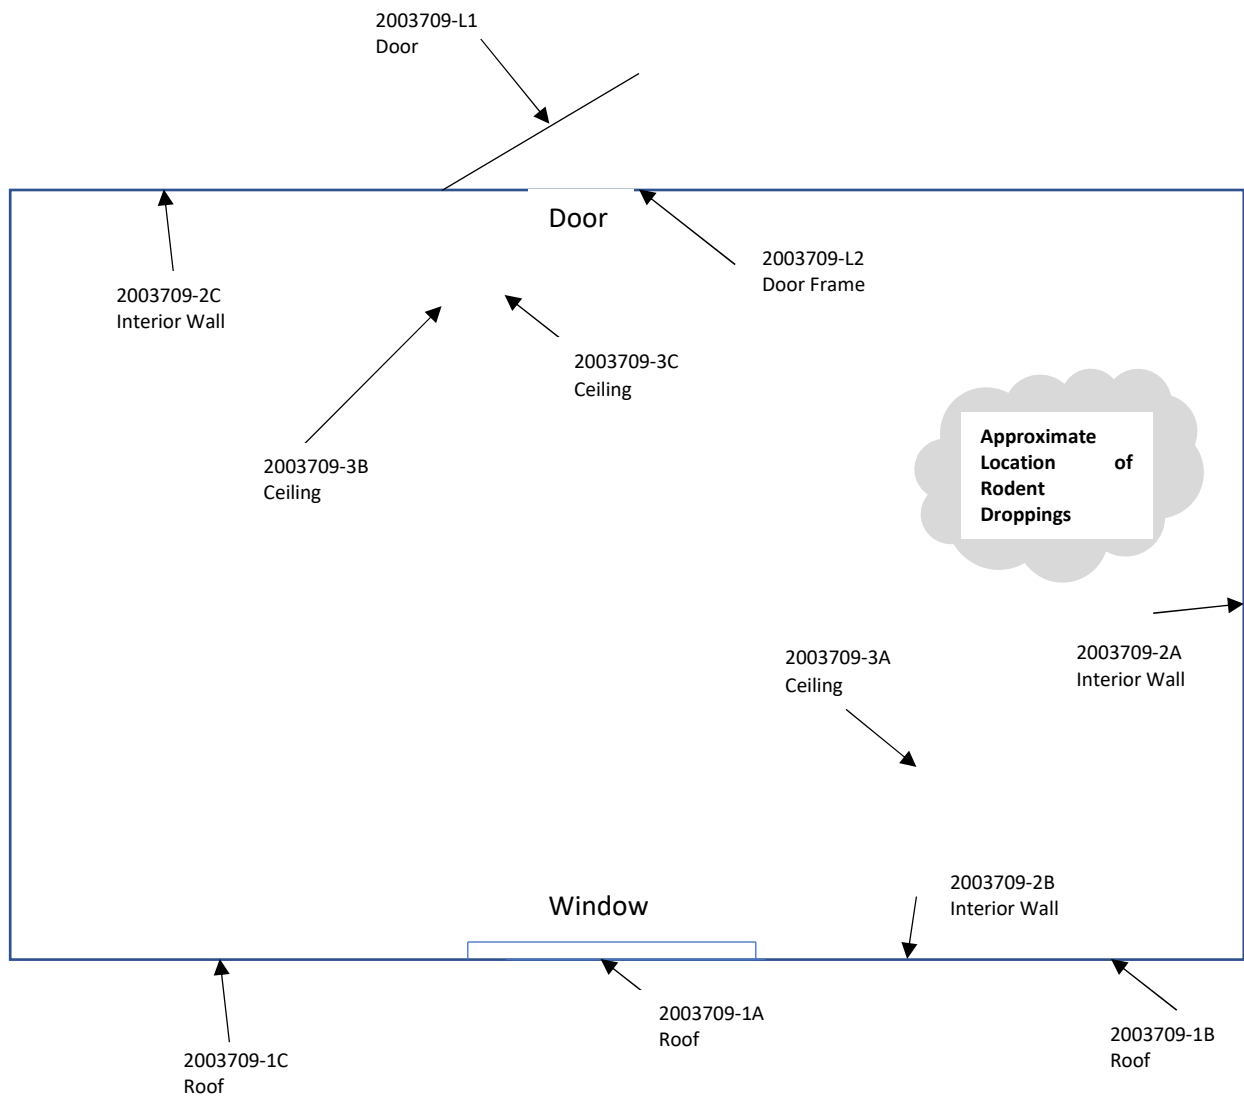 2003709-L1
Door
Door
2003709-L2
Door Frame
2003709-2C
Interior Wall
2003709-3C
Ceiling
2003709-3B
Ceiling
Approximate
Location of
Rodent
Droppings
2003709-2A
Interior Wall
2003709-3A
Ceiling
2003709-2B
Interior Wall
Window
2003709-1A
Roof
2003709-1B
Roof
2003709-1C
Roof